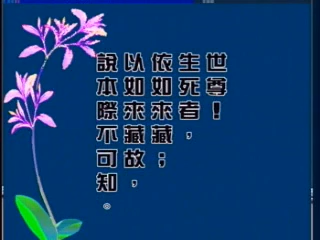 世尊！
生死者
依如來藏；
以如來藏故，
說本際不可知。